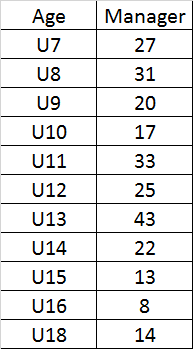 Age Manager
U7 27
U8 31
U9 20
U10 17
U11 33
U12 25
U13 43
U14 22
U15 13
U16 8
U18 14